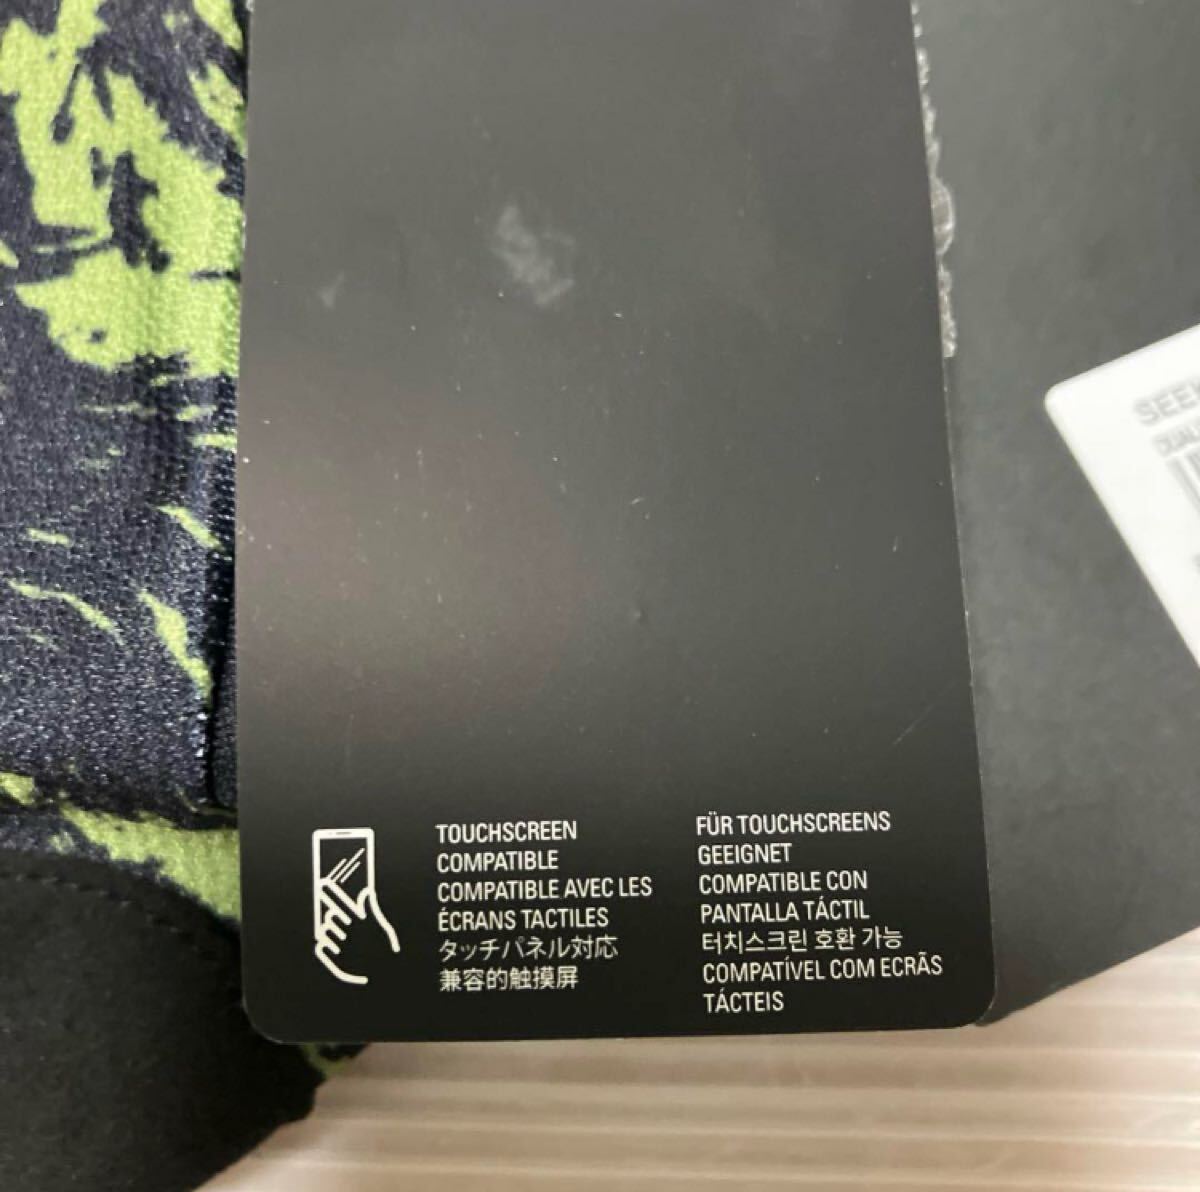 TOUCHSCREEN
COMPATIBLE
COMPATIBLE AVEC LES
ÉCRANS TACTILES
タッチパネル対応
兼容的触摸屏
FÜR TOUCHSCREENS
GEEIGNET
COMPATIBLE CON
PANTALLA TÁCTIL
터치스크린 호환 가능
COMPATÍVEL COM ECRÃS
TÁCTEIS